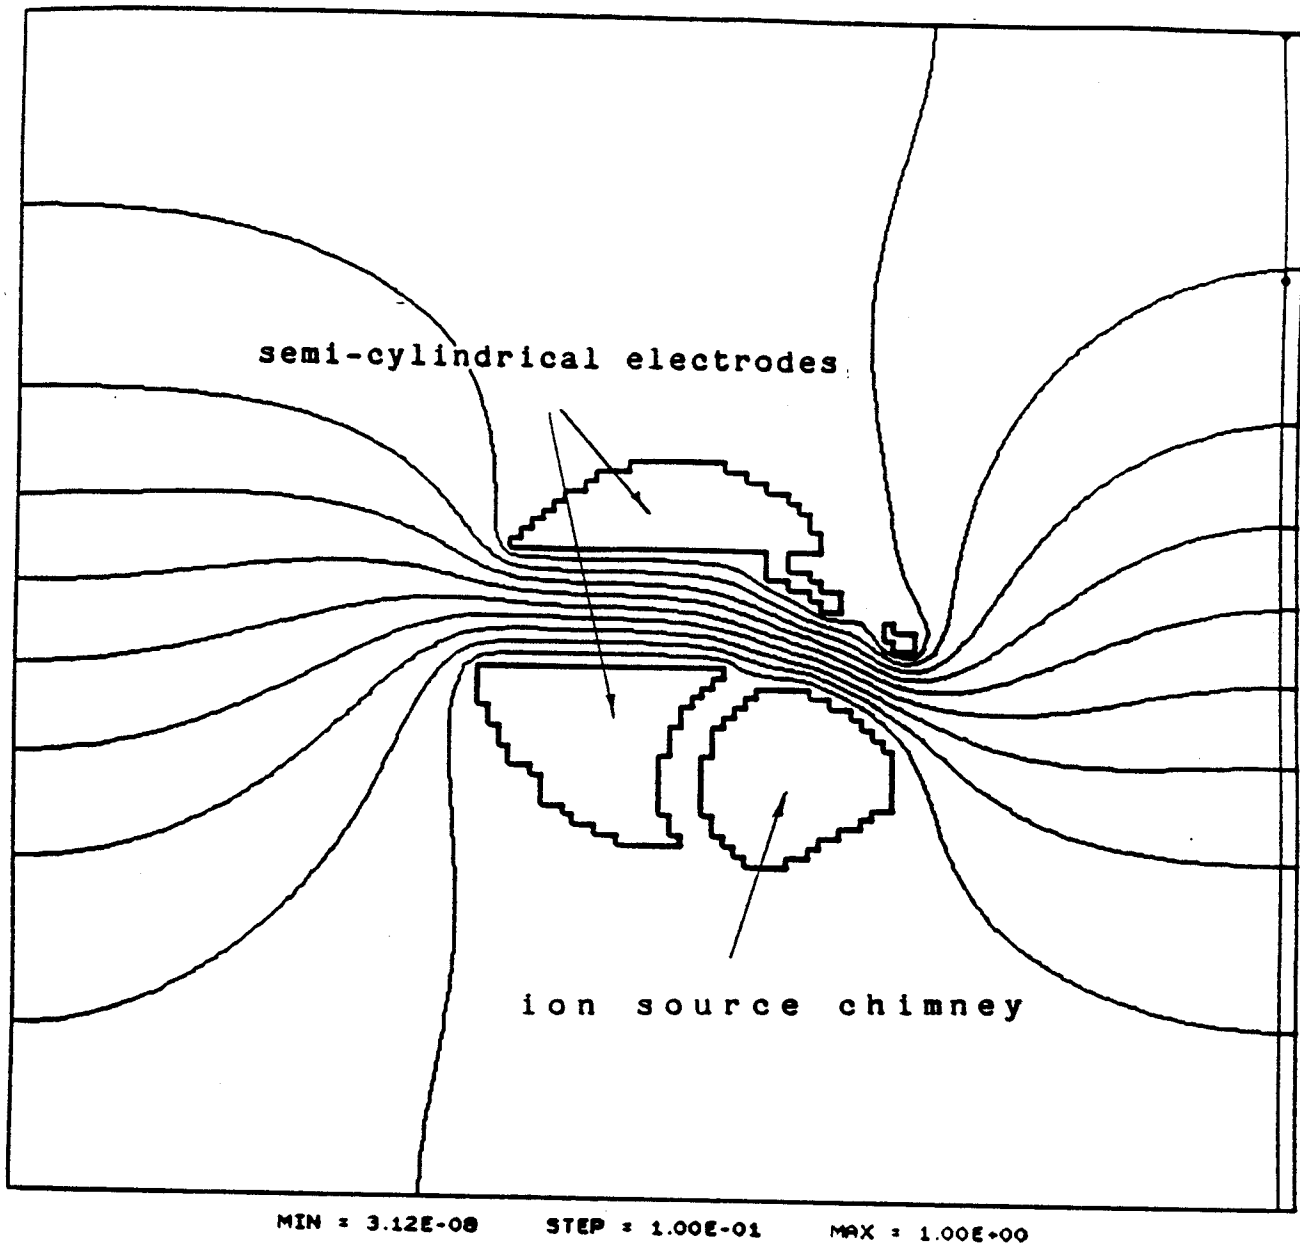 semi-cylindrical electrodes
ion source chimney
MIN = 3.12E-08 STEP = 1.00E-01 MAX = 1.00E+00